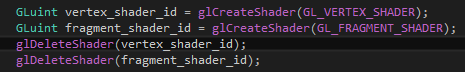 GLuint vertex_shader_id = glCreateShader(GL_VERTEX_SHADER);
GLuint fragment_shader_id = glCreateShader(GL_FRAGMENT_SHADER);
glDeleteShader(vertex_shader_id);
glDeleteShader(fragment_shader_id);